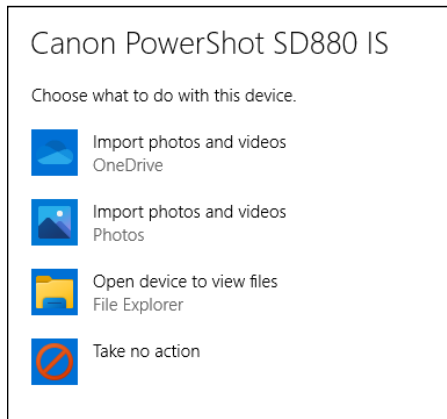 Canon PowerShot SD880 IS
Choose what to do with this device.
Import photos and videos
OneDrive
Import photos and videos
Photos
Open device to view files
File Explorer
Take no action